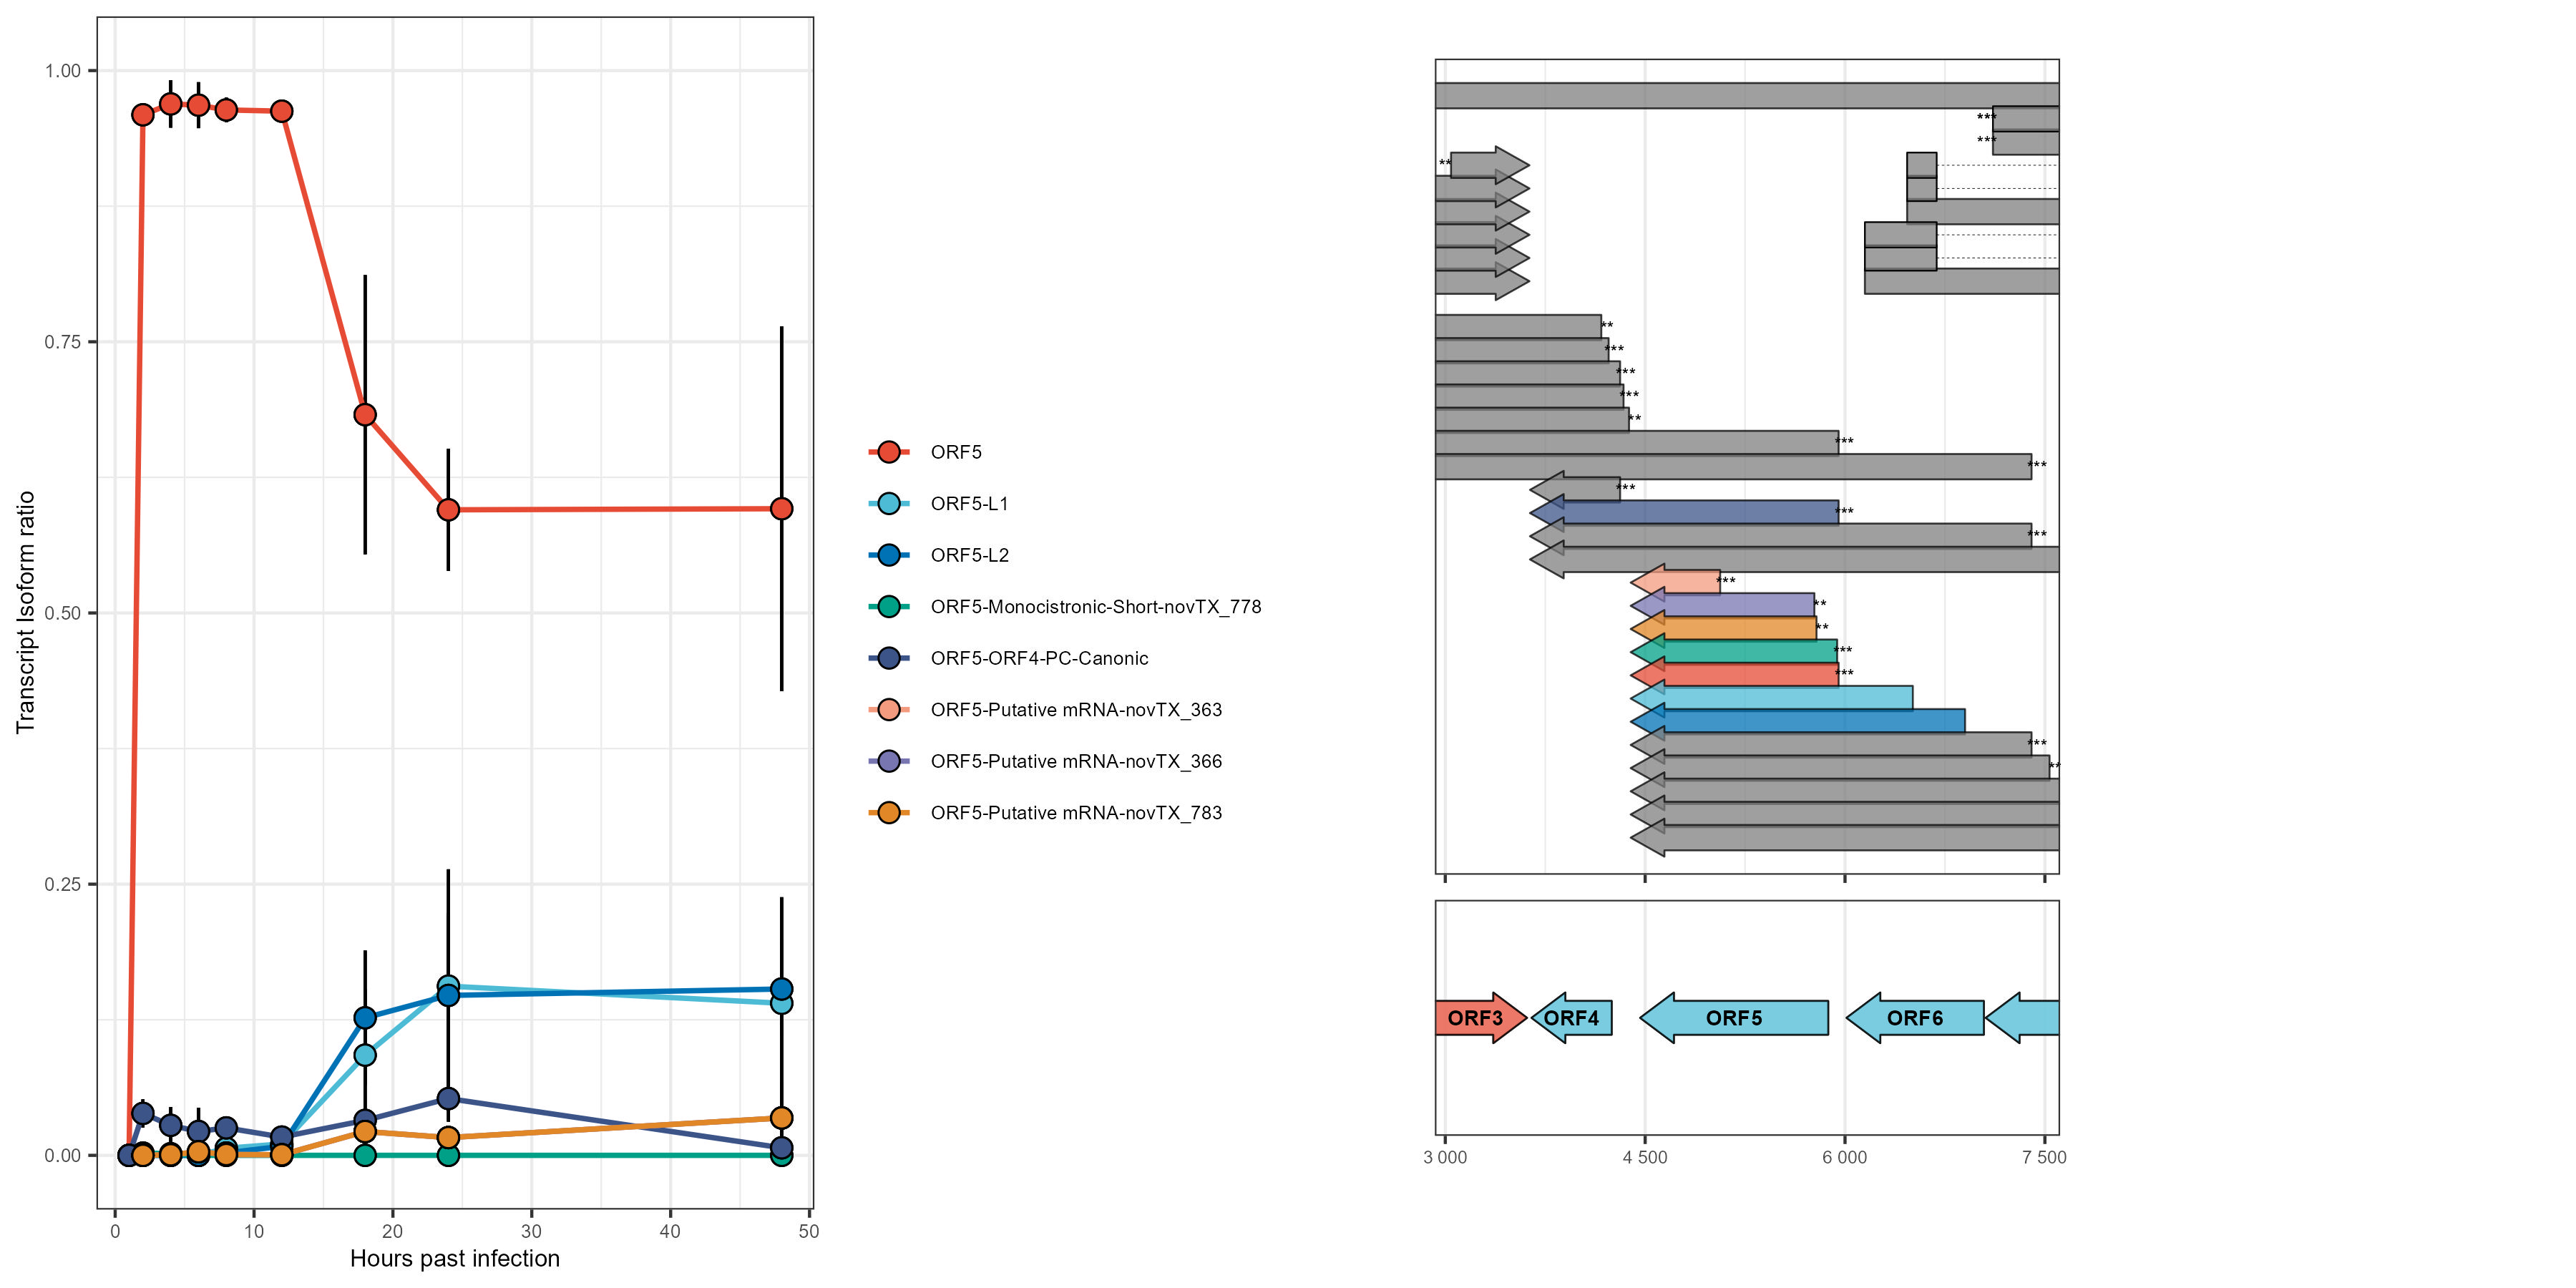 1.00
0.75
0.50
0.25
0.00
Transcript Isoform ratio
0
10
20
30
40
50
Hours past infection
ORF5
ORF5-L1
ORF5-L2
ORF5-Monocistronic-Short-novTX_778
ORF5-ORF4-PC-Canonic
ORF5-Putative mRNA-novTX_363
ORF5-Putative mRNA-novTX_366
ORF5-Putative mRNA-novTX_783
***
***
**
**
***
***
***
**
***
***
***
***
***
***
**
**
***
***
***
**
ORF3
ORF4
ORF5
ORF6
3 000
4 500
6 000
7 500